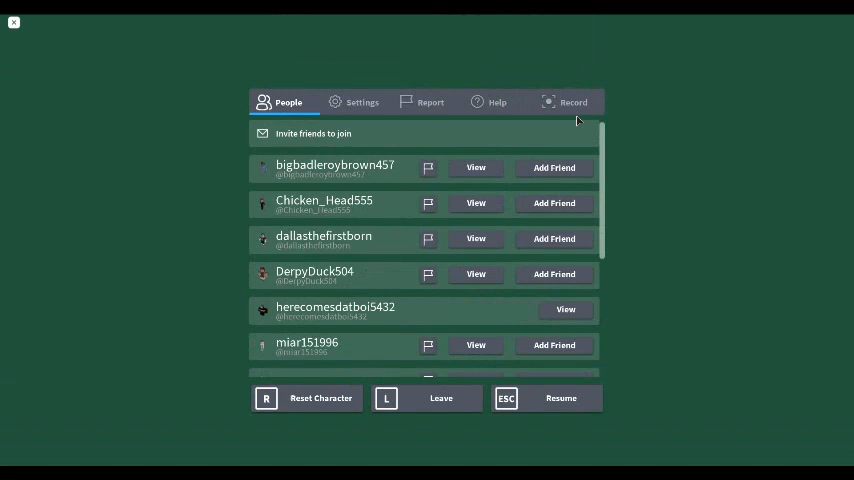 People Settings Report Help Record
Invite friends to join
bigbadleroybrown457
@bigbadleroybrown457
View Add Friend
Chicken_Head555
@Chicken_Head555
View Add Friend
dallasthefirstborn
@dallasthefirstborn
View Add Friend
DerpyDuck504
@DerpyDuck504
View Add Friend
herecomesdatboi5432
@herecomesdatboi5432
View
miar151996
@miar151996
View Add Friend
R Reset Character L Leave ESC Resume